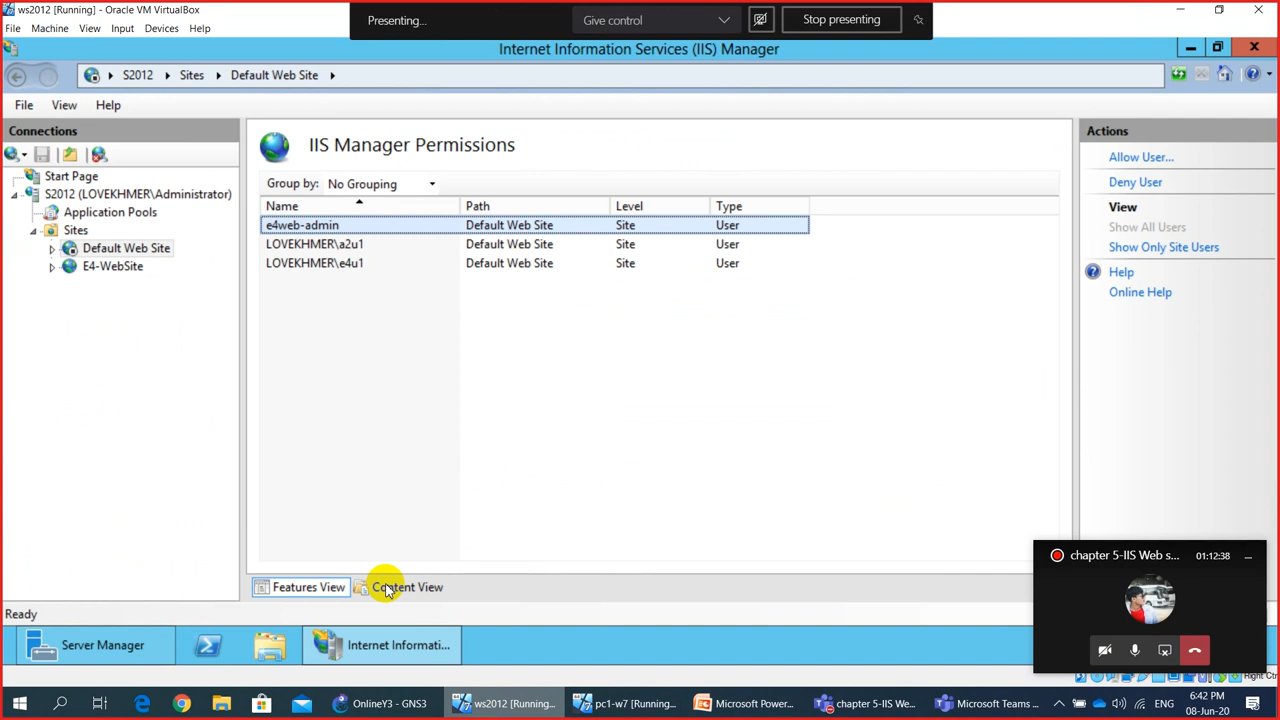 ws2012 [Running] - Oracle VM VirtualBox
Presenting...
Give control
Stop presenting
File Machine View Input Devices Help
Internet Information Services (IIS) Manager
S2012 Sites Default Web Site
File View Help
Connections
Start Page
S2012 (LOVEKHMER\Administrator)
Application Pools
Sites
Default Web Site
E4-WebSite
IIS Manager Permissions
Group by: No Grouping
Name Path Level Type
e4web-admin Default Web Site Site User
LOVEKHMER\a2u1 Default Web Site Site User
LOVEKHMER\e4u1 Default Web Site Site User
Features View
Content View
Actions
Allow User...
Deny User
View
Show All Users
Show Only Site Users
Help
Online Help
Ready
chapter 5-IIS Web s... 01:12:38
Server Manager
Internet Informati...
Right Ctrl
OnlineY3 - GNS3
ws2012 [Running...
pc1-w7 [Running...
Microsoft Power...
chapter 5-IIS We...
Microsoft Teams ...
ENG
6:42 PM
08-Jun-20